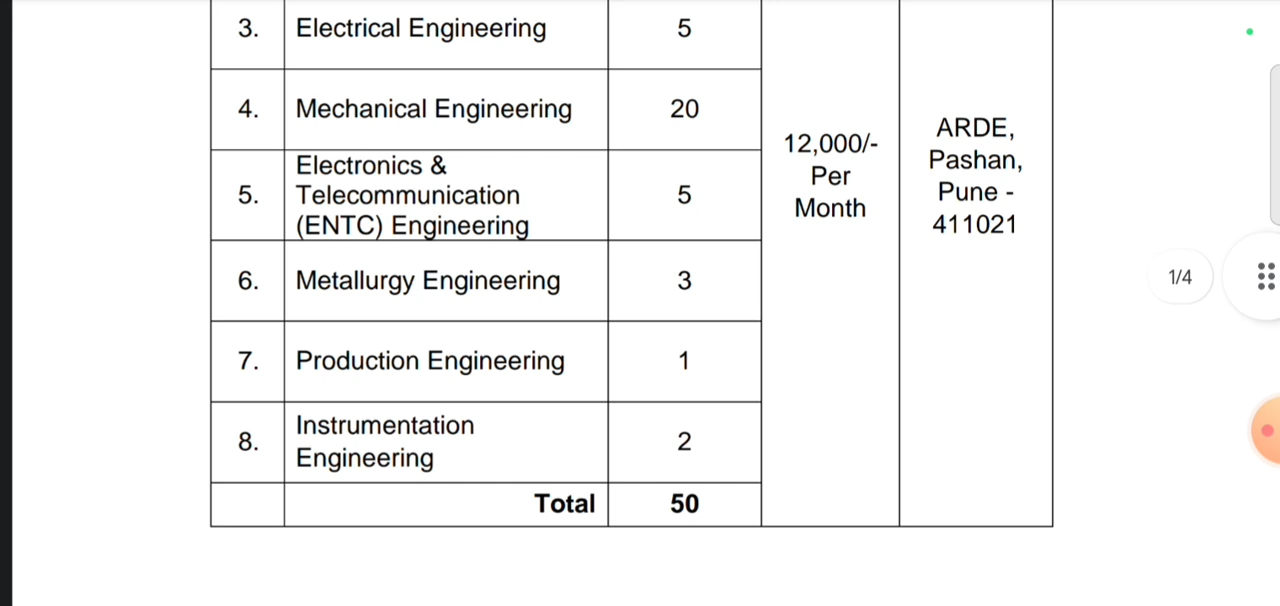 3. Electrical Engineering 5
4. Mechanical Engineering 20
12,000/-
Per
Month
ARDE,
Pashan,
Pune -
411021
5. Electronics &
Telecommunication
(ENTC) Engineering
5
6. Metallurgy Engineering 3
7. Production Engineering 1
8. Instrumentation
Engineering
2
Total 50
1/4